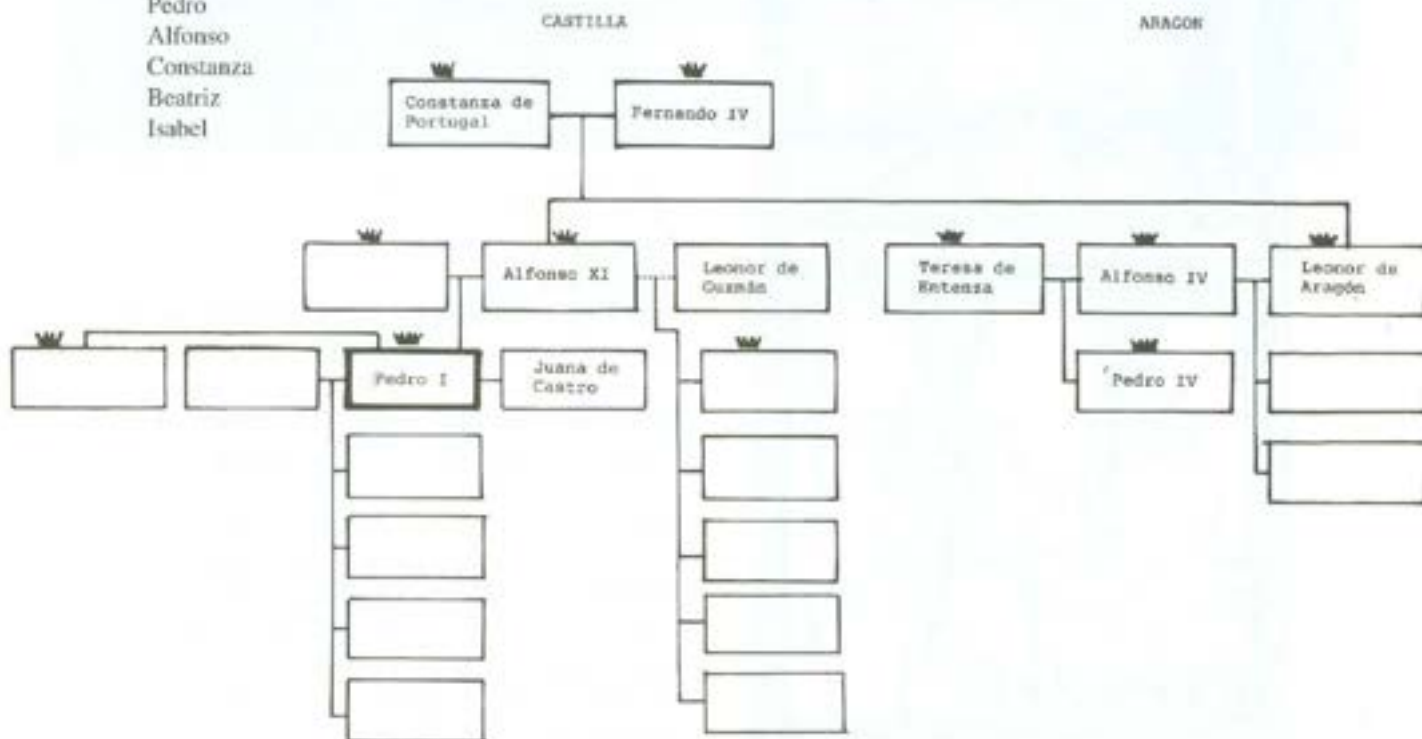 Pedro
Alfonso
Constanza
Beatriz
Isabel
CASTILLA
ARAGON
Constanza de
Portugal
Fernando IV
Alfonso XI
Leonor de
Guzmán
Teresa de
Entenza
Alfonso IV
Leonor de
Aragón
Pedro I
Juana de
Castro
Pedro IV